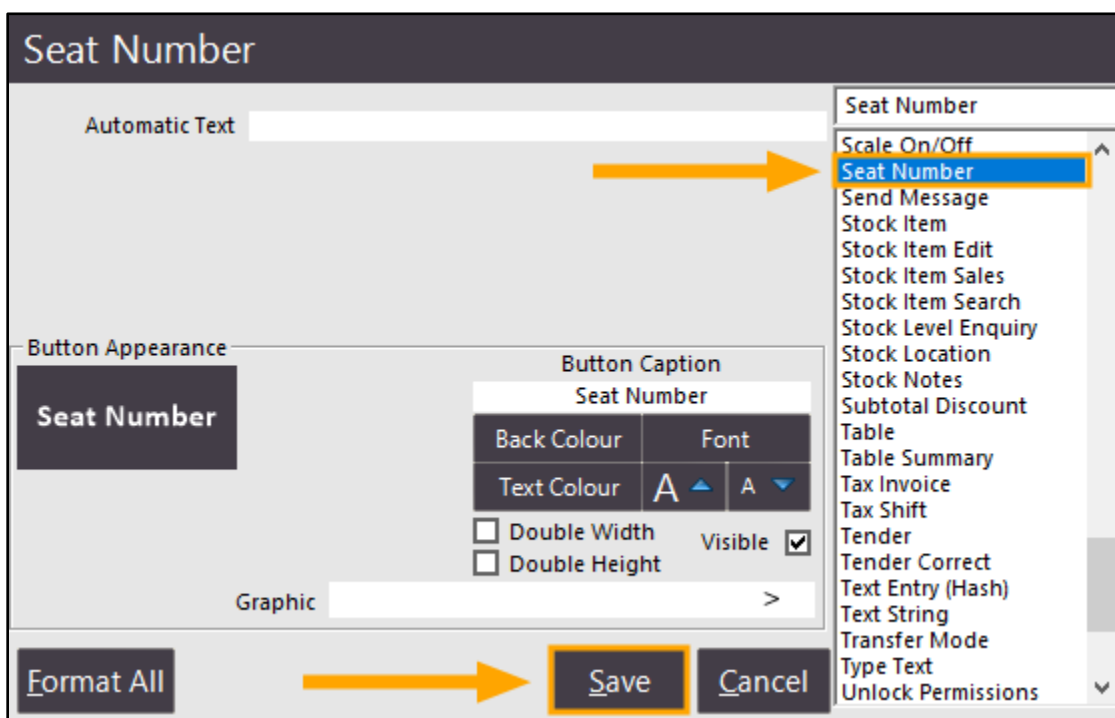 Seat Number
Automatic Text
Seat Number
Scale On/Off
Seat Number
Send Message
Stock Item
Stock Item Edit
Stock Item Sales
Stock Item Search
Stock Level Enquiry
Stock Location
Stock Notes
Subtotal Discount
Table
Table Summary
Tax Invoice
Tax Shift
Tender
Tender Correct
Text Entry (Hash)
Text String
Transfer Mode
Type Text
Unlock Permissions
Button Appearance
Seat Number
Button Caption
Seat Number
Back Colour Font
Text Colour A A
Double Width
Visible
Double Height
Graphic >
Format All Save Cancel